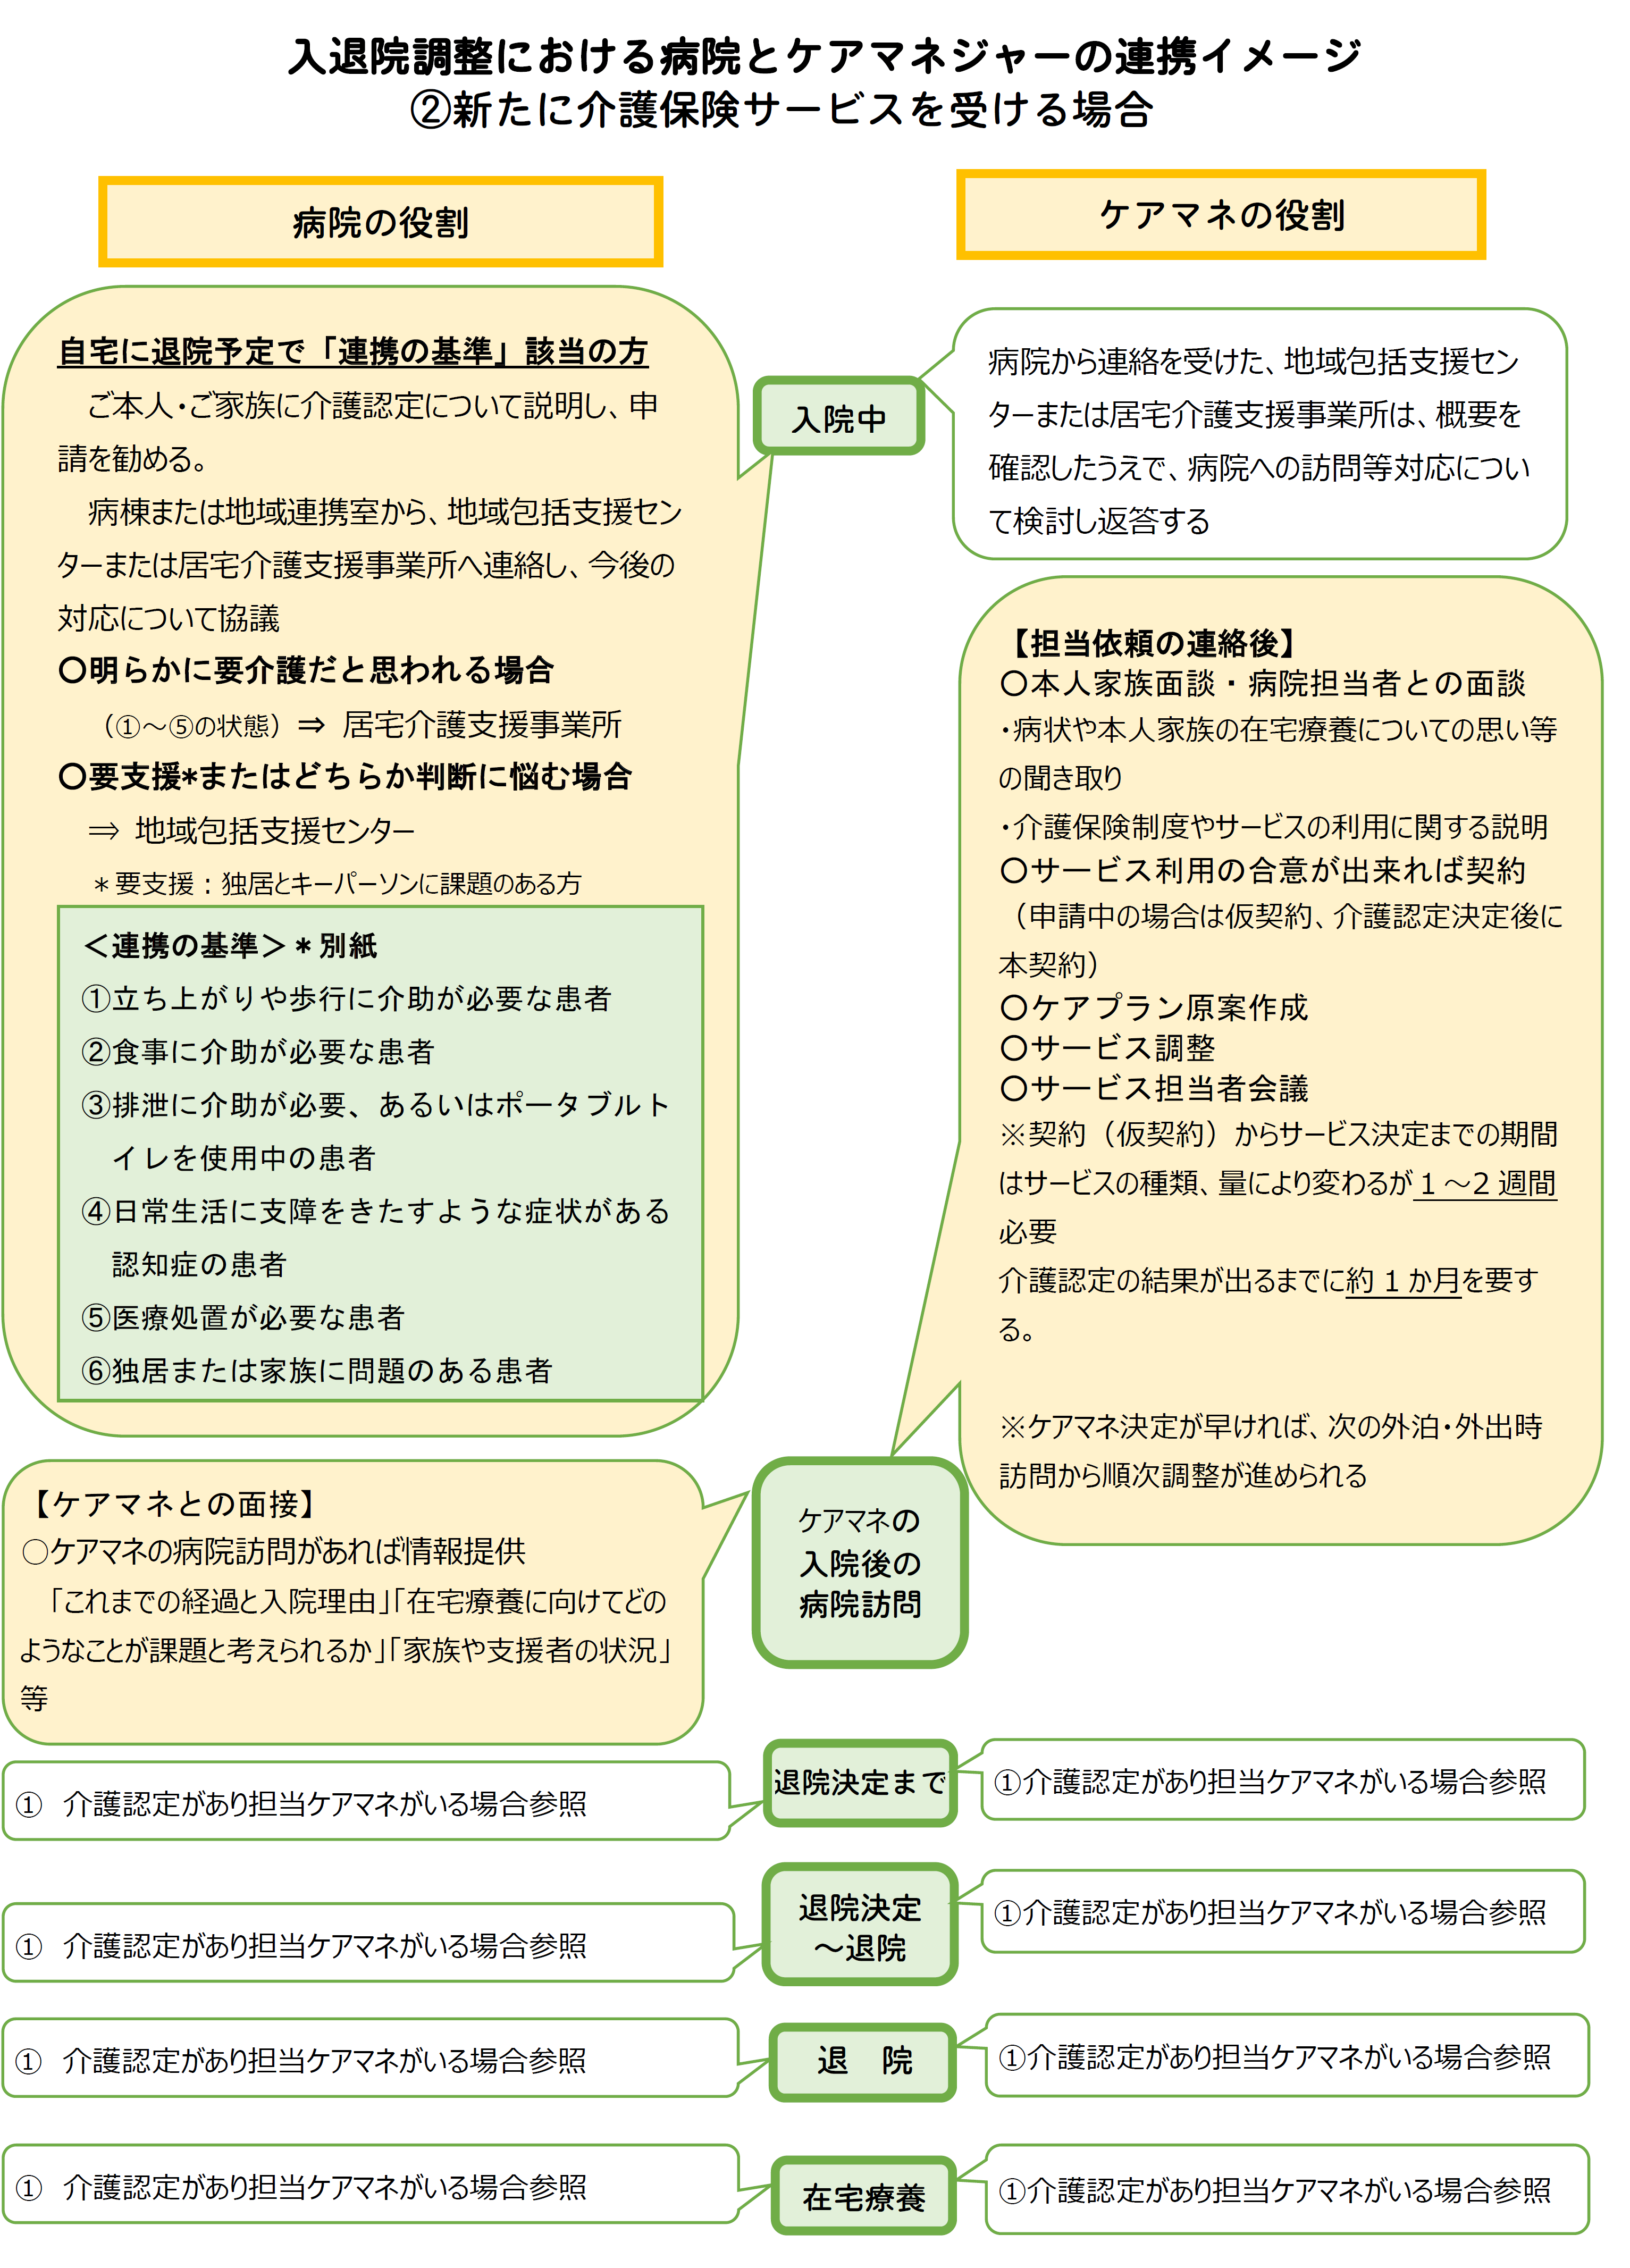 入退院調整における病院とケアマネジャーの連携イメージ
②新たに介護保険サービスを受ける場合
病院の役割
ケアマネの役割
自宅に退院予定で「連携の基準」該当の方
ご本人・ご家族に介護認定について説明し、申
請を勧める。
病棟または地域連携室から、地域包括支援セン
ターまたは居宅介護支援事業所へ連絡し、今後の
対応について協議
〇明らかに要介護だと思われる場合
（①～⑤の状態）⇒ 居宅介護支援事業所
〇要支援*またはどちらか判断に悩む場合
⇒ 地域包括支援センター
＊要支援：独居とキーパーソンに課題のある方
＜連携の基準＞＊別紙
①立ち上がりや歩行に介助が必要な患者
②食事に介助が必要な患者
③排泄に介助が必要、あるいはポータブルト
イレを使用中の患者
④日常生活に支障をきたすような症状がある
認知症の患者
⑤医療処置が必要な患者
⑥独居または家族に問題のある患者
入院中
病院から連絡を受けた、地域包括支援セン
ターまたは居宅介護支援事業所は、概要を
確認したうえで、病院への訪問等対応につい
て検討し返答する
【担当依頼の連絡後】
〇本人家族面談・病院担当者との面談
・病状や本人家族の在宅療養についての思い等
の聞き取り
・介護保険制度やサービスの利用に関する説明
〇サービス利用の合意が出来れば契約
（申請中の場合は仮契約、介護認定決定後に
本契約）
〇ケアプラン原案作成
〇サービス調整
〇サービス担当者会議
※契約（仮契約）からサービス決定までの期間
はサービスの種類、量により変わるが１～2 週間
必要
介護認定の結果が出るまでに約 1 か月を要す
る。
※ケアマネ決定が早ければ、次の外泊・外出時
訪問から順次調整が進められる
【ケアマネとの面接】
○ケアマネの病院訪問があれば情報提供
「これまでの経過と入院理由」「在宅療養に向けてどの
ようなことが課題と考えられるか」「家族や支援者の状況」
等
ケアマネの
入院後の
病院訪問
① 介護認定があり担当ケアマネがいる場合参照
退院決定まで
①介護認定があり担当ケアマネがいる場合参照
① 介護認定があり担当ケアマネがいる場合参照
退院決定
～退院
①介護認定があり担当ケアマネがいる場合参照
① 介護認定があり担当ケアマネがいる場合参照
退　院
①介護認定があり担当ケアマネがいる場合参照
① 介護認定があり担当ケアマネがいる場合参照
在宅療養
①介護認定があり担当ケアマネがいる場合参照